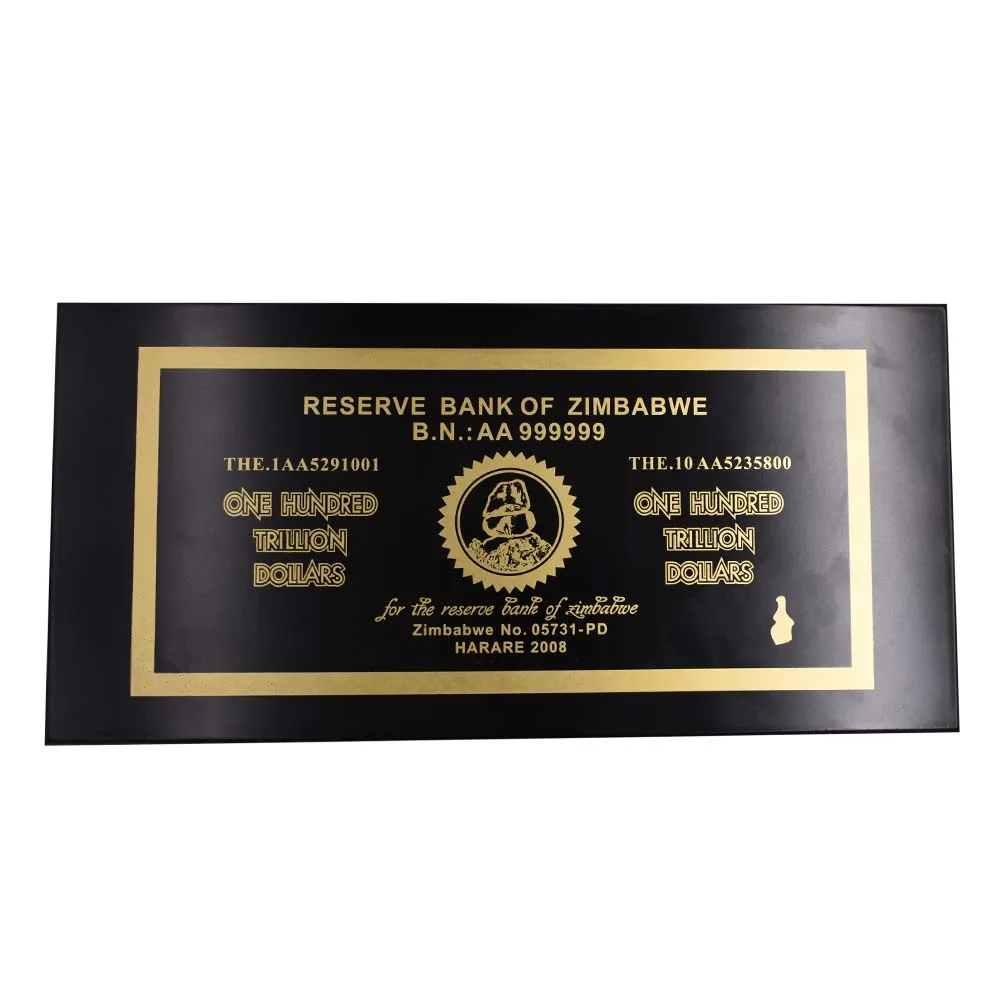 RESERVE BANK OF ZIMBABWE
B.N.: AA 999999
THE.1AA5291001
ONE HUNDRED
TRILLION
DOLLARS
THE.10 AA5235800
ONE HUNDRED
TRILLION
DOLLARS
for the reserve bank of zimbabwe
Zimbabwe No. 05731-PD
HARARE 2008